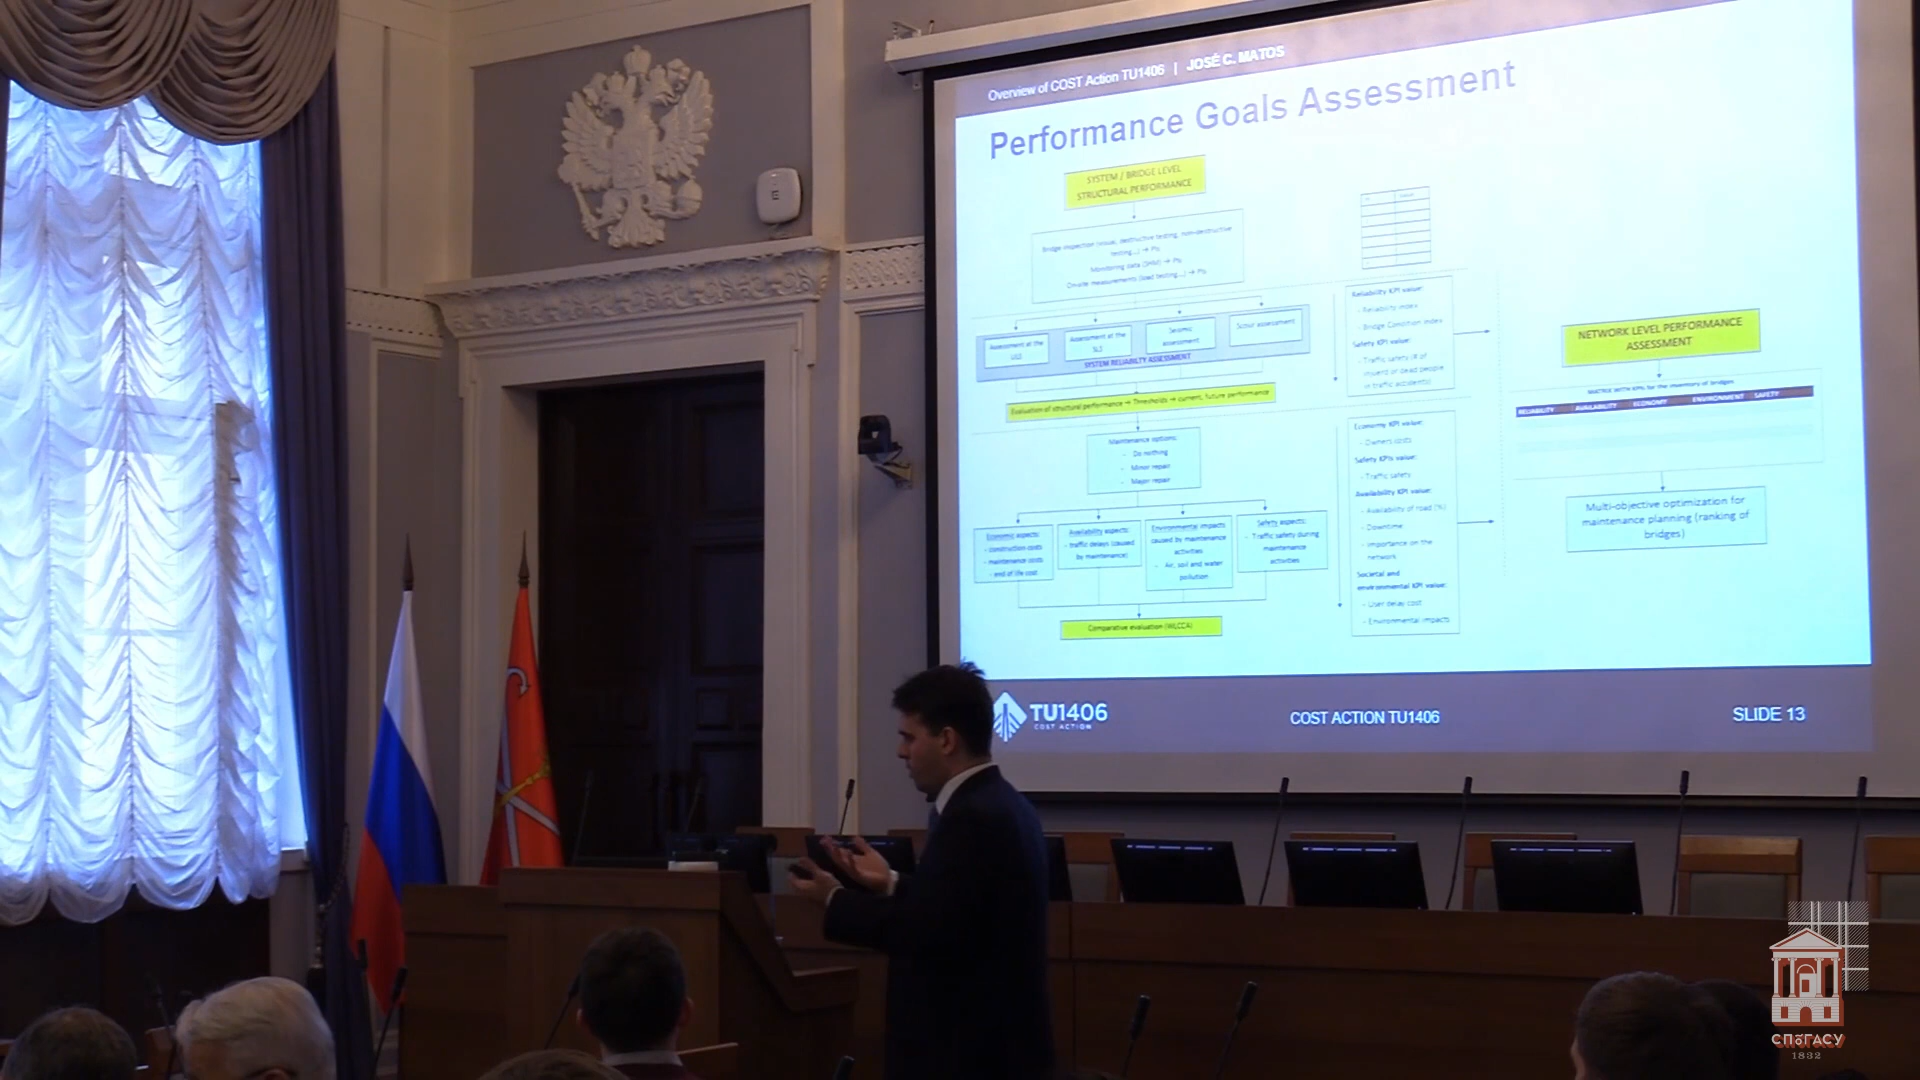 Overview of COST Action TU1406 | JOSÉ C. MATOS
Performance Goals Assessment
SYSTEM / BRIDGE LEVEL
STRUCTURAL PERFORMANCE
Bridge inspection (visual, destructive testing, non-destructive
testing...) → PIs
Monitoring data (SHM) → PIs
On-site measurements (load testing...) → PIs
Assessment at the
ULS
Assessment at the
SLS
Seismic
assessment
Scour assessment
SYSTEM RELIABILTY ASSESSMENT
Evaluation of structural performance → Thresholds → current, future performance
Maintenance options:
- Do nothing
- Minor repair
- Major repair
Economic aspects:
- construction costs
- maintenance costs
- end of life cost
Availability aspects:
- traffic delays (caused
by maintenance)
Environmental impacts
caused by maintenance
activities
- Air, soil and water
pollution
Safety aspects:
- Traffic safety during
maintenance
activities
Comparative evaluation (WLCCA)
Reliability KPI value:
- Reliability index
- Bridge Condition index
Safety KPI value:
- Traffic safety (# of
injuries or dead people
in traffic accidents)
Economy KPI value:
- Owners costs
Safety KPIs value:
- Traffic safety
Availability KPI value:
- Availability of road (%)
- Downtime
- Importance on the
network
Societal and
environmental KPI value:
- User delay cost
- Environmental impacts
NETWORK LEVEL PERFORMANCE
ASSESSMENT
MATRIX WITH KPIs for the inventory of bridges
RELIABILITY AVAILABILITY ECONOMY ENVIRONMENT SAFETY
Multi-objective optimization for
maintenance planning (ranking of
bridges)
TU1406
COST ACTION
COST ACTION TU1406
SLIDE 13
СПбГАСУ
1832